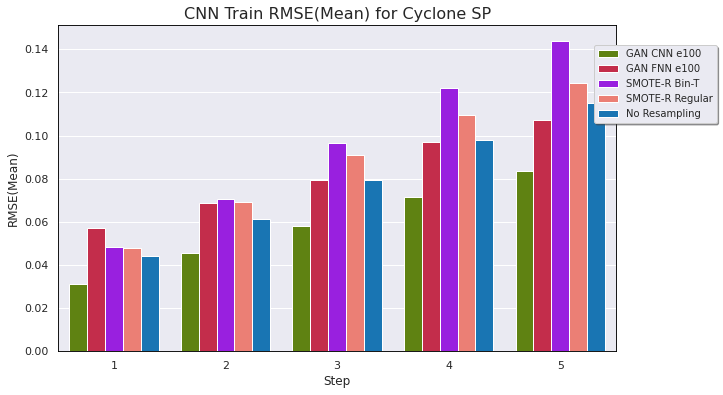 CNN Train RMSE(Mean) for Cyclone SP
GAN CNN e100
GAN FNN e100
SMOTE-R Bin-T
SMOTE-R Regular
No Resampling
RMSE(Mean)
0.14
0.12
0.10
0.08
0.06
0.04
0.02
0.00
1 2 3 4 5
Step